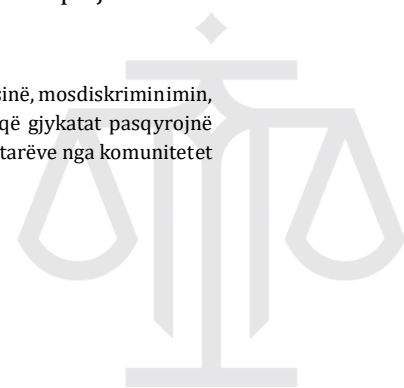 sinë, mosdiskriminimin,
që gjykatat pasqyrojnë
tarëve nga komunitetet